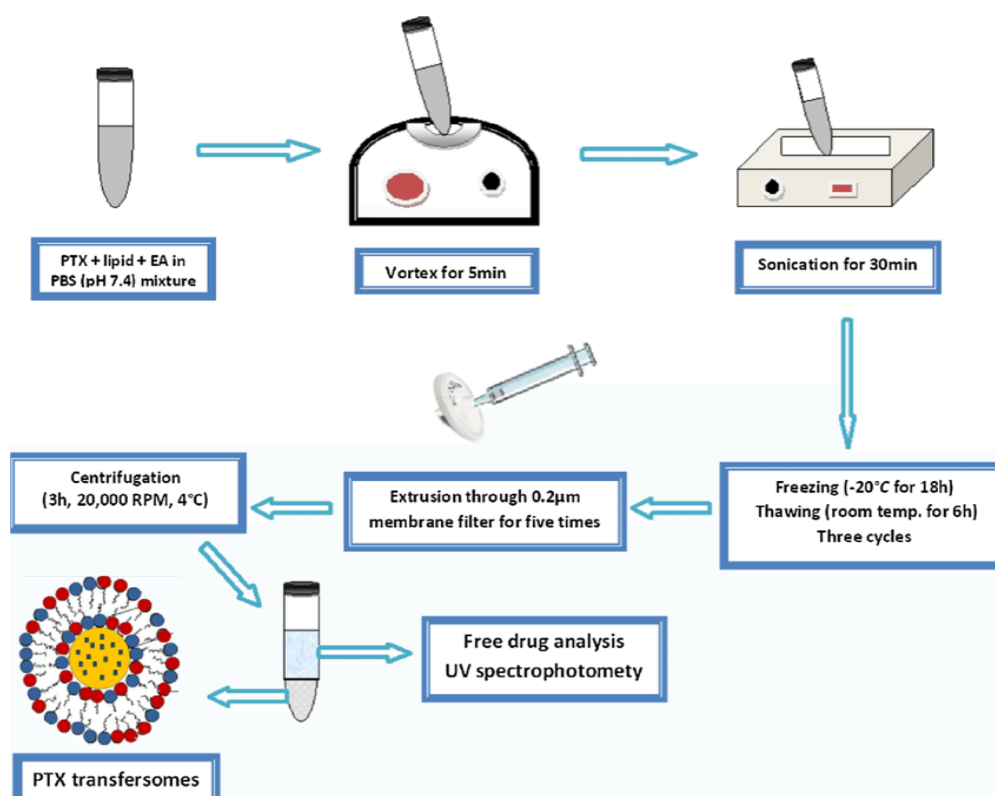 PTX + lipid + EA in
PBS (pH 7.4) mixture
Vortex for 5min
Sonication for 30min
Freezing (-20°C for 18h)
Thawing (room temp. for 6h)
Three cycles
Extrusion through 0.2µm
membrane filter for five times
Centrifugation
(3h, 20,000 RPM, 4°C)
Free drug analysis
UV spectrophotomety
PTX transfersomes